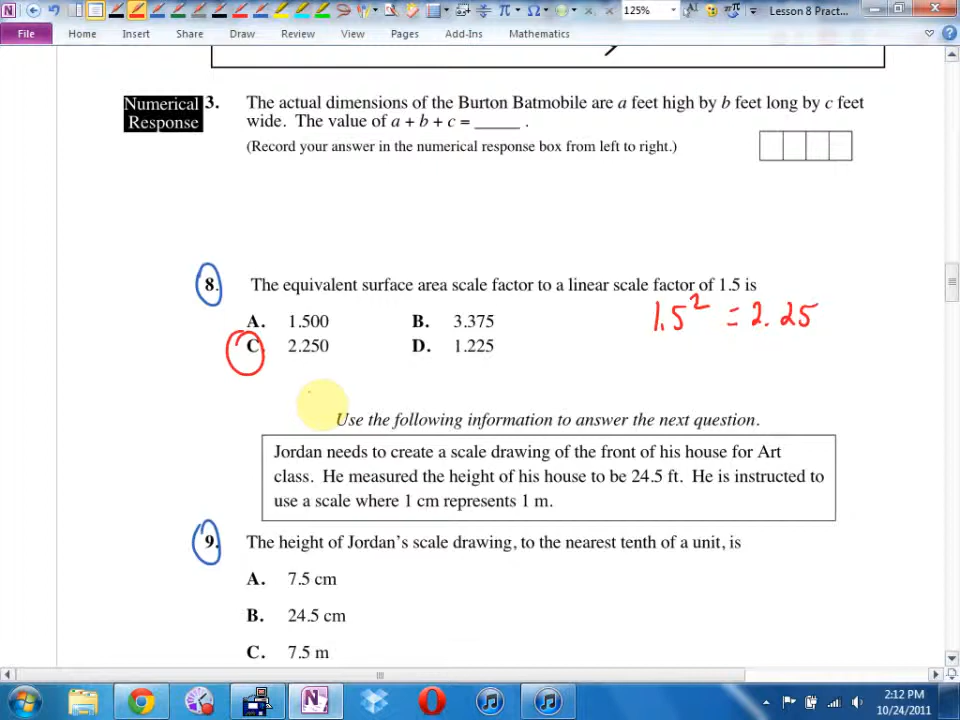 125% Lesson 8 Pract...
File Home Insert Share Draw Review View Pages Add-Ins Mathematics
Numerical Response
3. The actual dimensions of the Burton Batmobile are a feet high by b feet long by c feet
wide. The value of a + b + c = _____ .
(Record your answer in the numerical response box from left to right.)
8. The equivalent surface area scale factor to a linear scale factor of 1.5 is
1.5² = 2.25
A. 1.500 B. 3.375
C. 2.250 D. 1.225
Use the following information to answer the next question.
Jordan needs to create a scale drawing of the front of his house for Art
class. He measured the height of his house to be 24.5 ft. He is instructed to
use a scale where 1 cm represents 1 m.
9. The height of Jordan's scale drawing, to the nearest tenth of a unit, is
A. 7.5 cm
B. 24.5 cm
C. 7.5 m
2:12 PM
10/24/2011